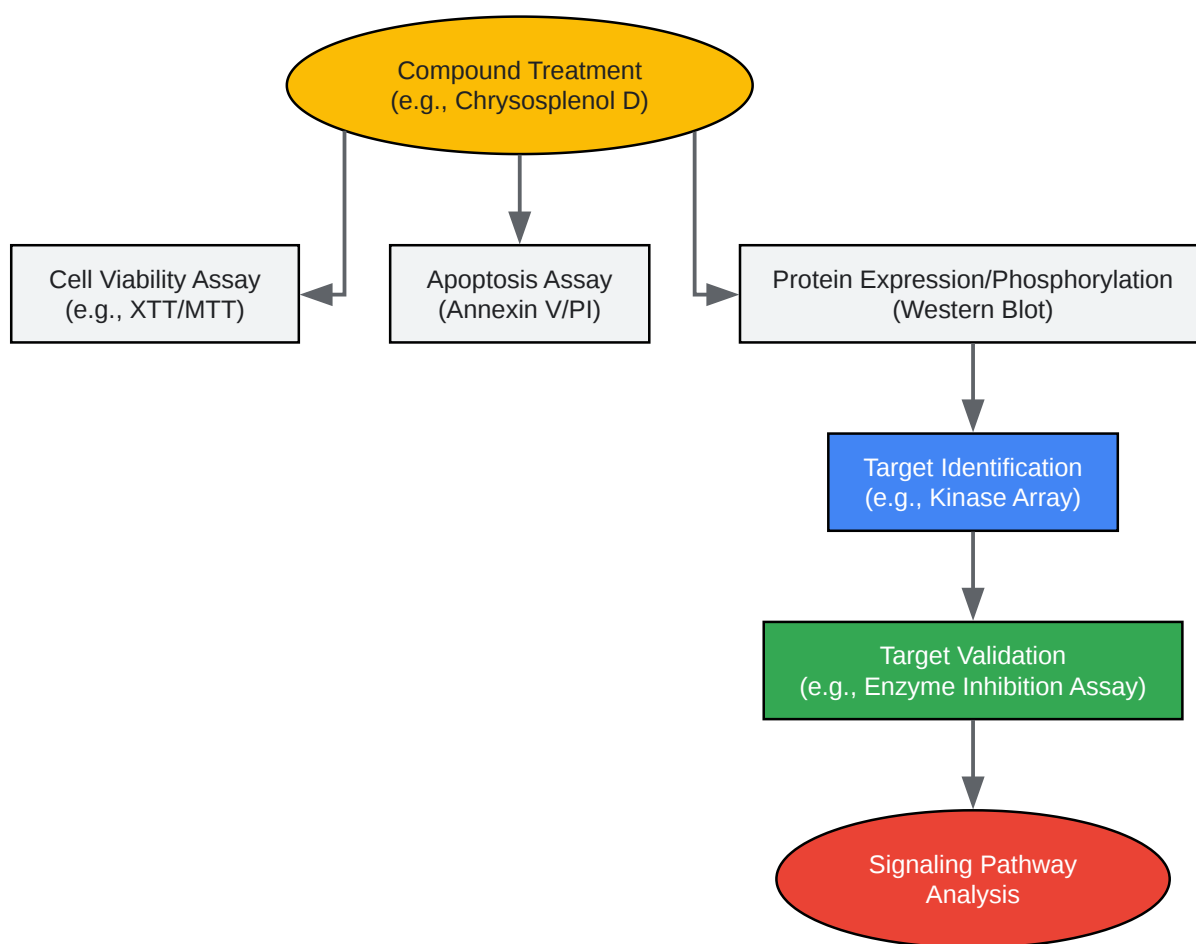 Compound Treatment
(e.g., Chrysosplenol D)
Cell Viability Assay
(e.g., XTT/MTT)
Apoptosis Assay
(Annexin V/PI)
Protein Expression/Phosphorylation
(Western Blot)
Target Identification
(e.g., Kinase Array)
Target Validation
(e.g., Enzyme Inhibition Assay)
Signaling Pathway
Analysis